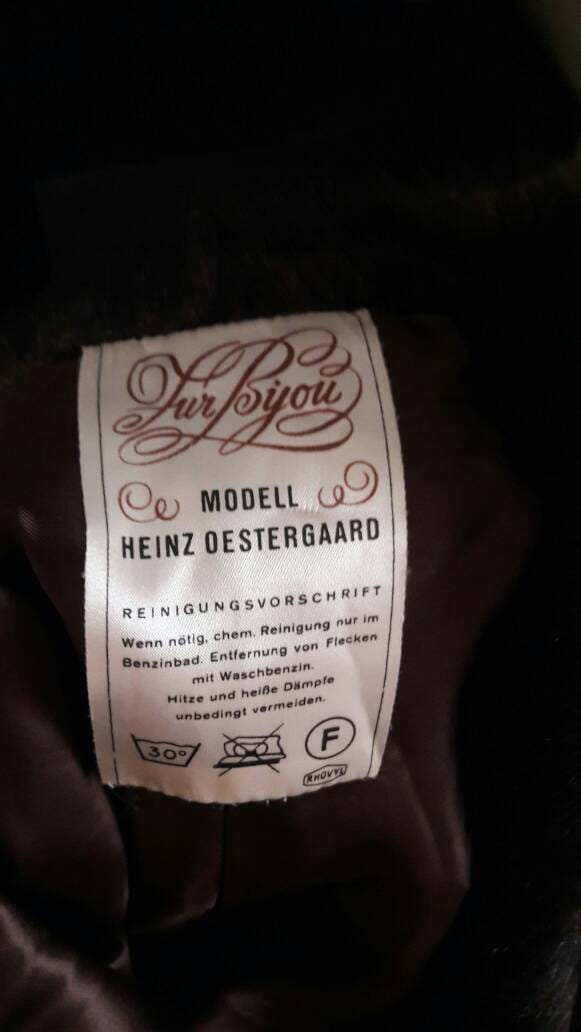 Fur Bijou
MODELL
HEINZ OESTERGAARD
REINIGUNGSVORSCHRIFT
Wenn nötig, chem. Reinigung nur im
Benzinbad. Entfernung von Flecken
mit Waschbenzin.
Hitze und heiße Dämpfe
unbedingt vermeiden.
30° F
RHOVYL